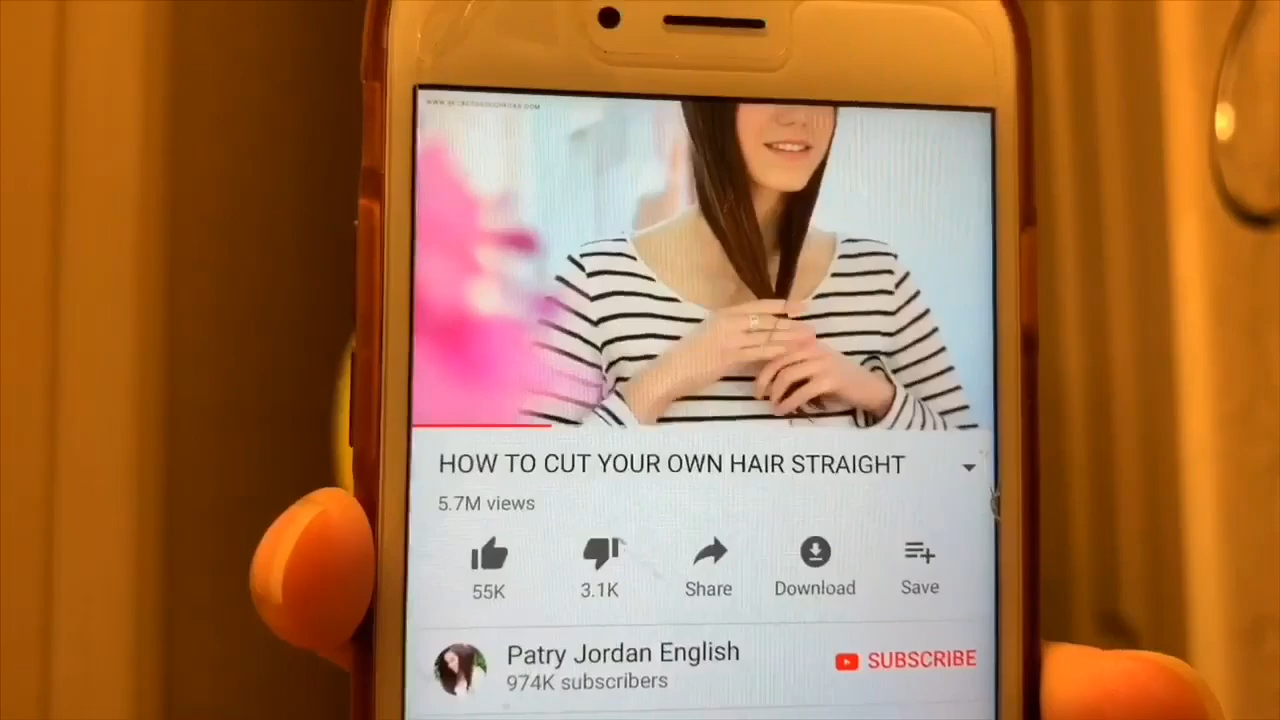 HOW TO CUT YOUR OWN HAIR STRAIGHT
5.7M views
55K
3.1K
Share
Download
Save
Patry Jordan English
974K subscribers
SUBSCRIBE